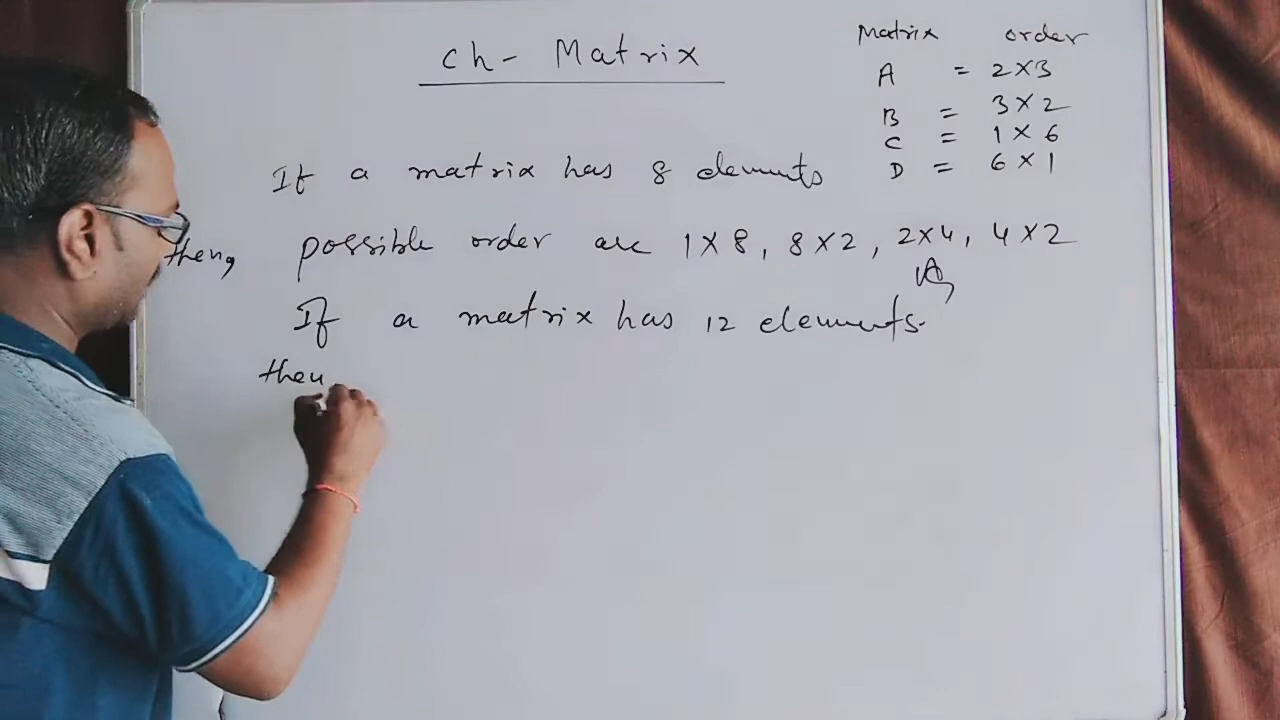 Ch- Matrix
Matrix order
A = 2×3
B = 3×2
C = 1×6
D = 6×1
If a matrix has 8 elements
then, possible order are 1×8, 8×2, 2×4, 4×2
If a matrix has 12 elements.
then